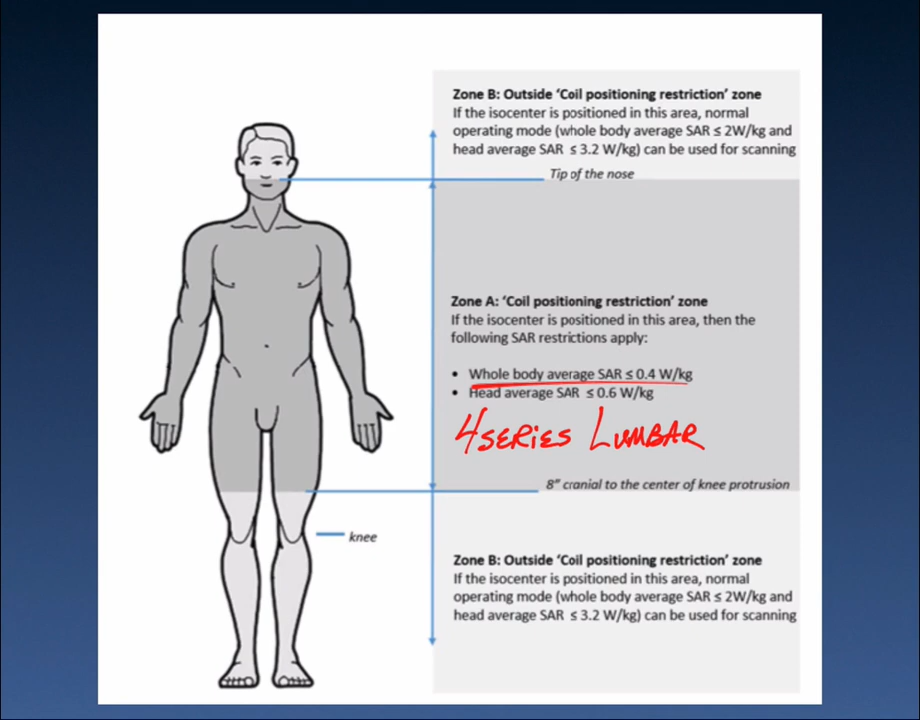 Zone B: Outside ‘Coil positioning restriction’ zone
If the isocenter is positioned in this area, normal
operating mode (whole body average SAR ≤ 2W/kg and
head average SAR ≤ 3.2 W/kg) can be used for scanning
Tip of the nose
Zone A: ‘Coil positioning restriction’ zone
If the isocenter is positioned in this area, then the
following SAR restrictions apply:
• Whole body average SAR ≤ 0.4 W/kg
• Head average SAR ≤ 0.6 W/kg
4 SERIES LUMBAR
8" cranial to the center of knee protrusion
knee
Zone B: Outside ‘Coil positioning restriction’ zone
If the isocenter is positioned in this area, normal
operating mode (whole body average SAR ≤ 2W/kg and
head average SAR ≤ 3.2 W/kg) can be used for scanning